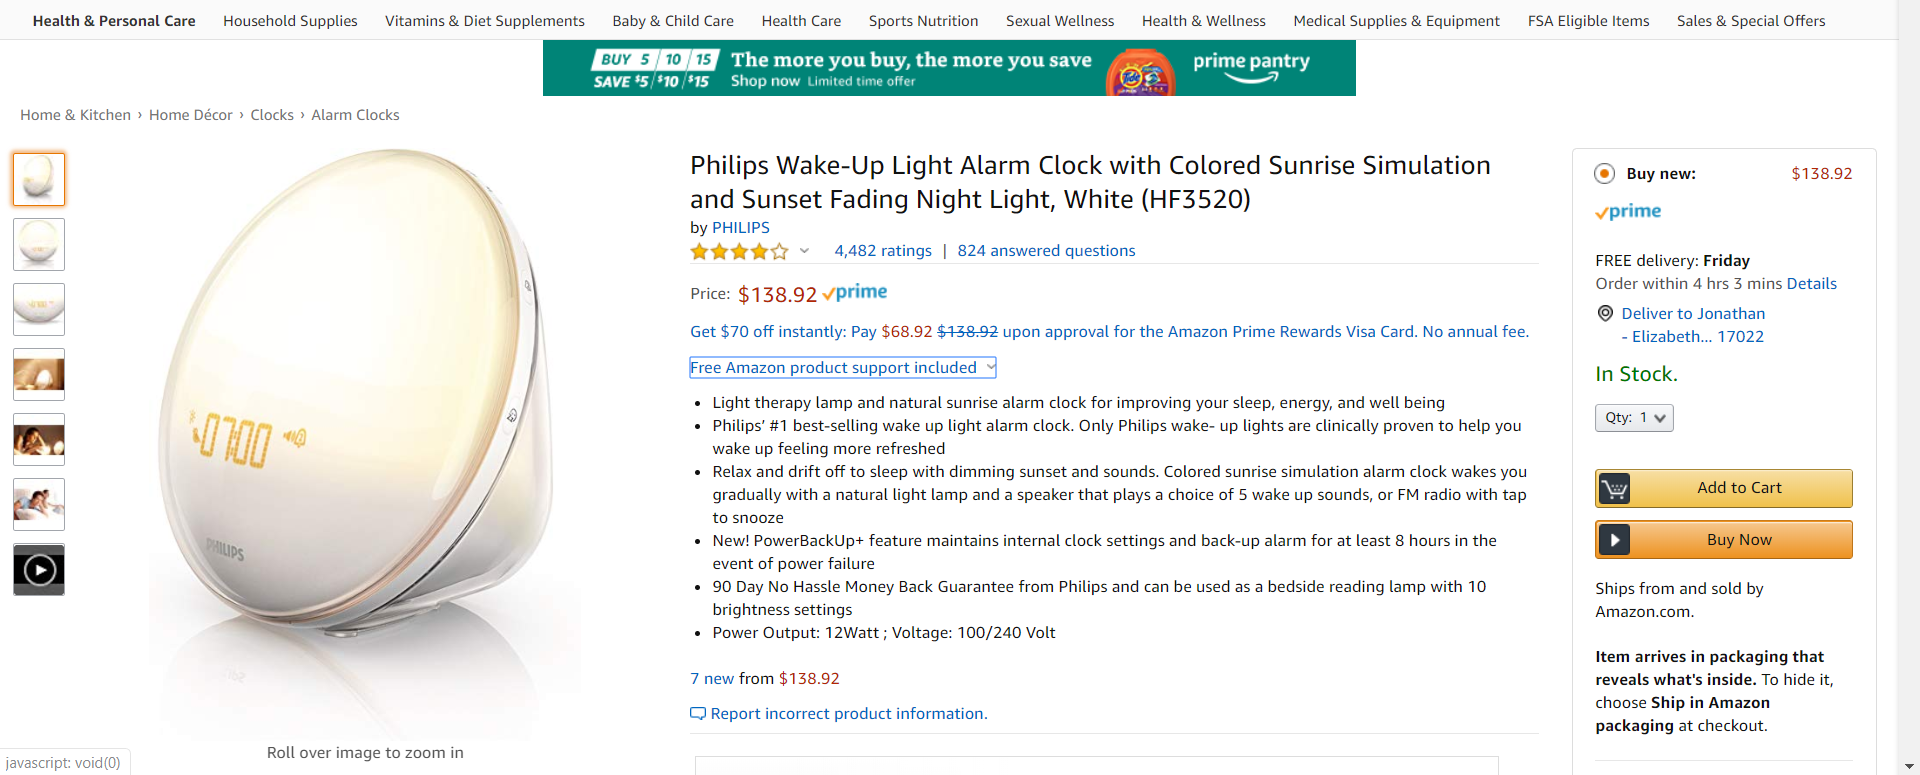 Health & Personal Care Household Supplies Vitamins & Diet Supplements Baby & Child Care Health Care Sports Nutrition Sexual Wellness Health & Wellness Medical Supplies & Equipment FSA Eligible Items Sales & Special Offers
BUY 5 10 15
SAVE $5 $10 $15
The more you buy, the more you save
Shop now Limited time offer
Tide
prime pantry
Home & Kitchen › Home Décor › Clocks › Alarm Clocks
07:00
PHILIPS
Roll over image to zoom in
Philips Wake-Up Light Alarm Clock with Colored Sunrise Simulation
and Sunset Fading Night Light, White (HF3520)
by PHILIPS
4,482 ratings | 824 answered questions
Price: $138.92 prime
Get $70 off instantly: Pay $68.92 $138.92 upon approval for the Amazon Prime Rewards Visa Card. No annual fee.
Free Amazon product support included
• Light therapy lamp and natural sunrise alarm clock for improving your sleep, energy, and well being
• Philips’ #1 best-selling wake up light alarm clock. Only Philips wake- up lights are clinically proven to help you
wake up feeling more refreshed
• Relax and drift off to sleep with dimming sunset and sounds. Colored sunrise simulation alarm clock wakes you
gradually with a natural light lamp and a speaker that plays a choice of 5 wake up sounds, or FM radio with tap
to snooze
• New! PowerBackUp+ feature maintains internal clock settings and back-up alarm for at least 8 hours in the
event of power failure
• 90 Day No Hassle Money Back Guarantee from Philips and can be used as a bedside reading lamp with 10
brightness settings
• Power Output: 12Watt ; Voltage: 100/240 Volt
7 new from $138.92
Report incorrect product information.
Buy new: $138.92
prime
FREE delivery: Friday
Order within 4 hrs 3 mins Details
Deliver to Jonathan
- Elizabeth... 17022
In Stock.
Qty: 1
Add to Cart
Buy Now
Ships from and sold by
Amazon.com.
Item arrives in packaging that
reveals what's inside. To hide it,
choose Ship in Amazon
packaging at checkout.
javascript: void(0)